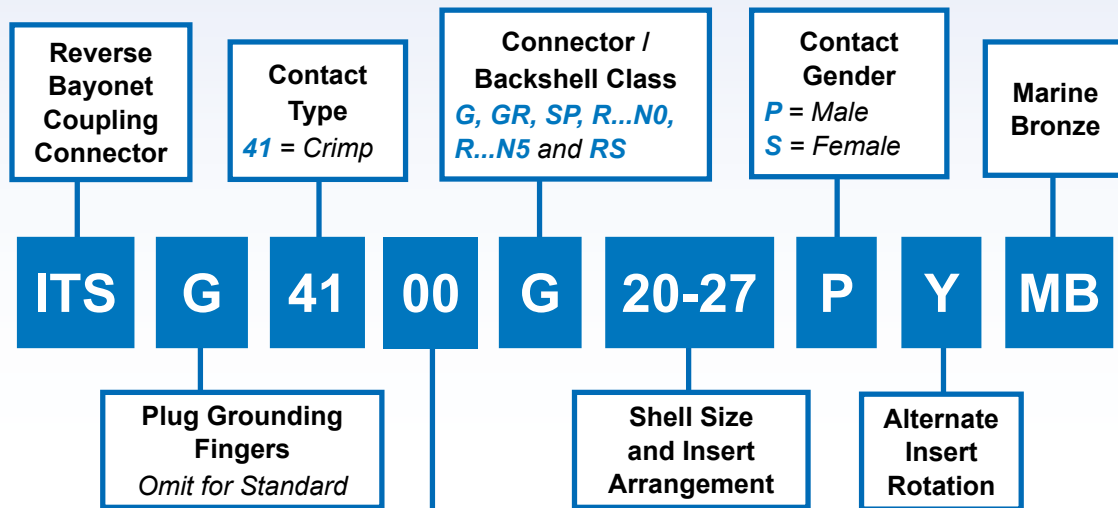 Reverse
Bayonet
Coupling
Connector
Contact
Type
41 = Crimp
Connector /
Backshell Class
G, GR, SP, R...N0,
R...N5 and RS
Contact
Gender
P = Male
S = Female
Marine
Bronze
ITS G 41 00 G 20-27 P Y MB
Plug Grounding
Fingers
Omit for Standard
Shell Size
and Insert
Arrangement
Alternate
Insert
Rotation